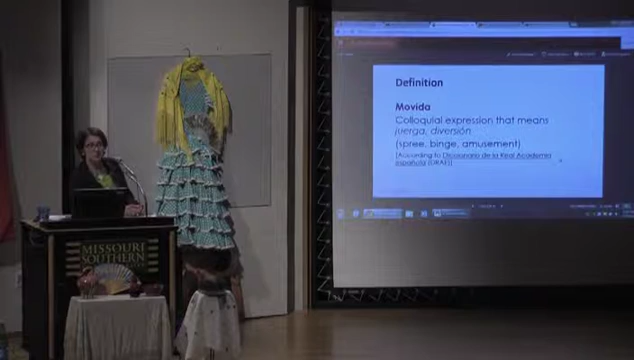 Definition
Movida
Colloquial expression that means
juerga, diversión
(spree, binge, amusement)
(According to Diccionario de la Real Academia
española (DRAE))
MISSOURI
SOUTHERN